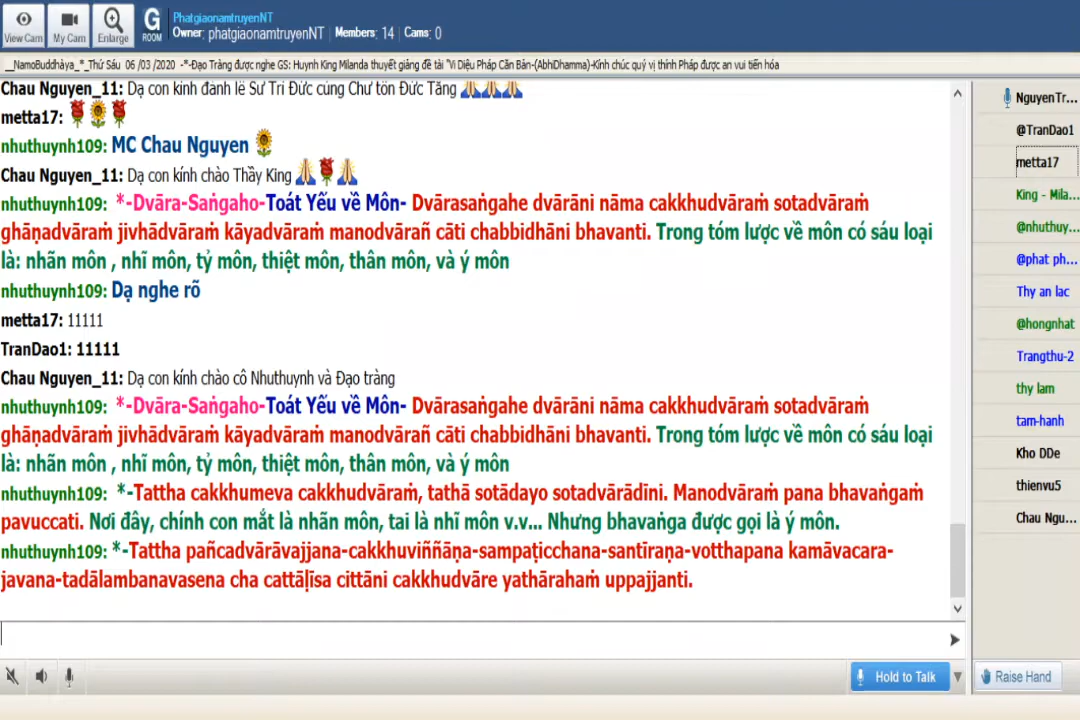 View Cam
My Cam
Enlarge
G
ROOM
PhatgiaonamtruyenNT
Owner: phatgiaonamtruyenNT | Members: 14 | Cams: 0
__NamoBuddhàya_*_Thứ Sáu 06 /03 /2020 -*-Đạo Tràng được nghe GS: Huynh King Milanda thuyết giảng đề tài "Vi Diệu Pháp Căn Bản-(AbhiDhamma)-Kính chúc quý vị thính Pháp được an vui tiến hóa
Chau Nguyen_11: Dạ con kính đảnh lễ Sư Trí Đức cùng Chư tôn Đức Tăng 🙏🙏🙏
metta17: 🌹🌻🌹
nhuthuynh109: MC Chau Nguyen 🌻
Chau Nguyen_11: Dạ con kính chào Thầy King 🙏🌹🙏
nhuthuynh109: *-Dvāra-Saṅgaho-Toát Yếu về Môn- Dvārasaṅgahe dvārāni nāma cakkhudvāraṁ sotadvāraṁ
ghāṇadvāraṁ jivhādvāraṁ kāyadvāraṁ manodvārañ cāti chabbidhāni bhavanti. Trong tóm lược về môn có sáu loại
là: nhãn môn , nhĩ môn, tỷ môn, thiệt môn, thân môn, và ý môn
nhuthuynh109: Dạ nghe rõ
metta17: 11111
TranDao1: 11111
Chau Nguyen_11: Dạ con kính chào cô Nhuthuynh và Đạo tràng
nhuthuynh109: *-Dvāra-Saṅgaho-Toát Yếu về Môn- Dvārasaṅgahe dvārāni nāma cakkhudvāraṁ sotadvāraṁ
ghāṇadvāraṁ jivhādvāraṁ kāyadvāraṁ manodvārañ cāti chabbidhāni bhavanti. Trong tóm lược về môn có sáu loại
là: nhãn môn , nhĩ môn, tỷ môn, thiệt môn, thân môn, và ý môn
nhuthuynh109: *-Tattha cakkhumeva cakkhudvāraṁ, tathā sotādayo sotadvārādīni. Manodvāraṁ pana bhavaṅgaṁ
pavuccati. Nơi đây, chính con mắt là nhãn môn, tai là nhĩ môn v.v... Nhưng bhavaṅga được gọi là ý môn.
nhuthuynh109: *-Tattha pañcadvārāvajjana-cakkhuviññāṇa-sampaṭicchana-santīraṇa-votthapana kamāvacara-
javana-tadālambanavasena cha cattāḷīsa cittāni cakkhudvāre yathārahaṁ uppajjanti.
NguyenTr...
@TranDao1
metta17
King - Mila...
@nhuthuy...
@phat ph...
Thy an lac
@hongnhat
Trangthu-2
thy lam
tam-hanh
Kho DDe
thienvu5
Chau Ngu...
Hold to Talk
Raise Hand